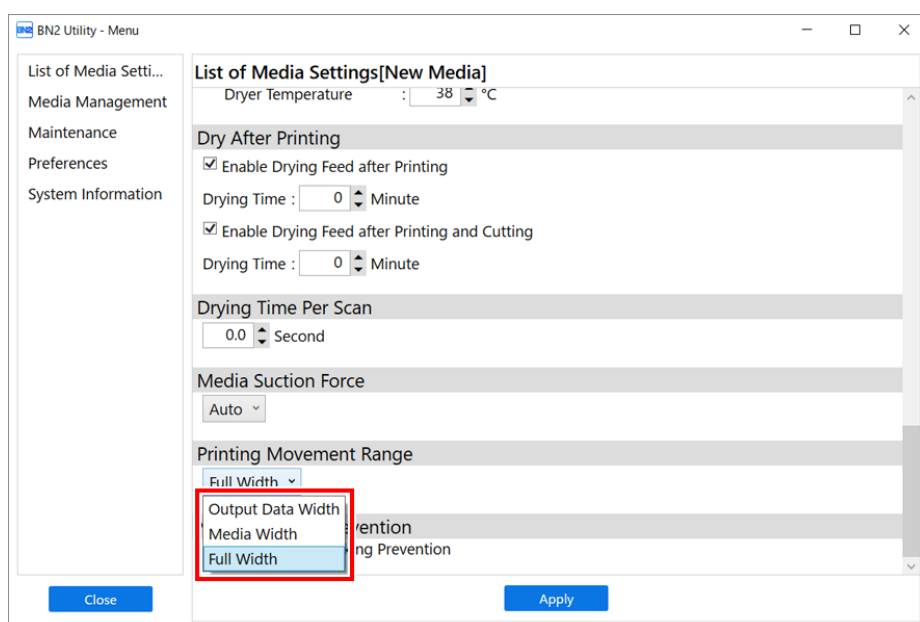 BN2 BN2 Utility - Menu
List of Media Setti...
Media Management
Maintenance
Preferences
System Information
Close
List of Media Settings[New Media]
Dryer Temperature : 38 °C
Dry After Printing
Enable Drying Feed after Printing
Drying Time : 0 Minute
Enable Drying Feed after Printing and Cutting
Drying Time : 0 Minute
Drying Time Per Scan
0.0 Second
Media Suction Force
Auto
Printing Movement Range
Full Width
Output Data Width
Media Width
Full Width
vention
ng Prevention
Apply